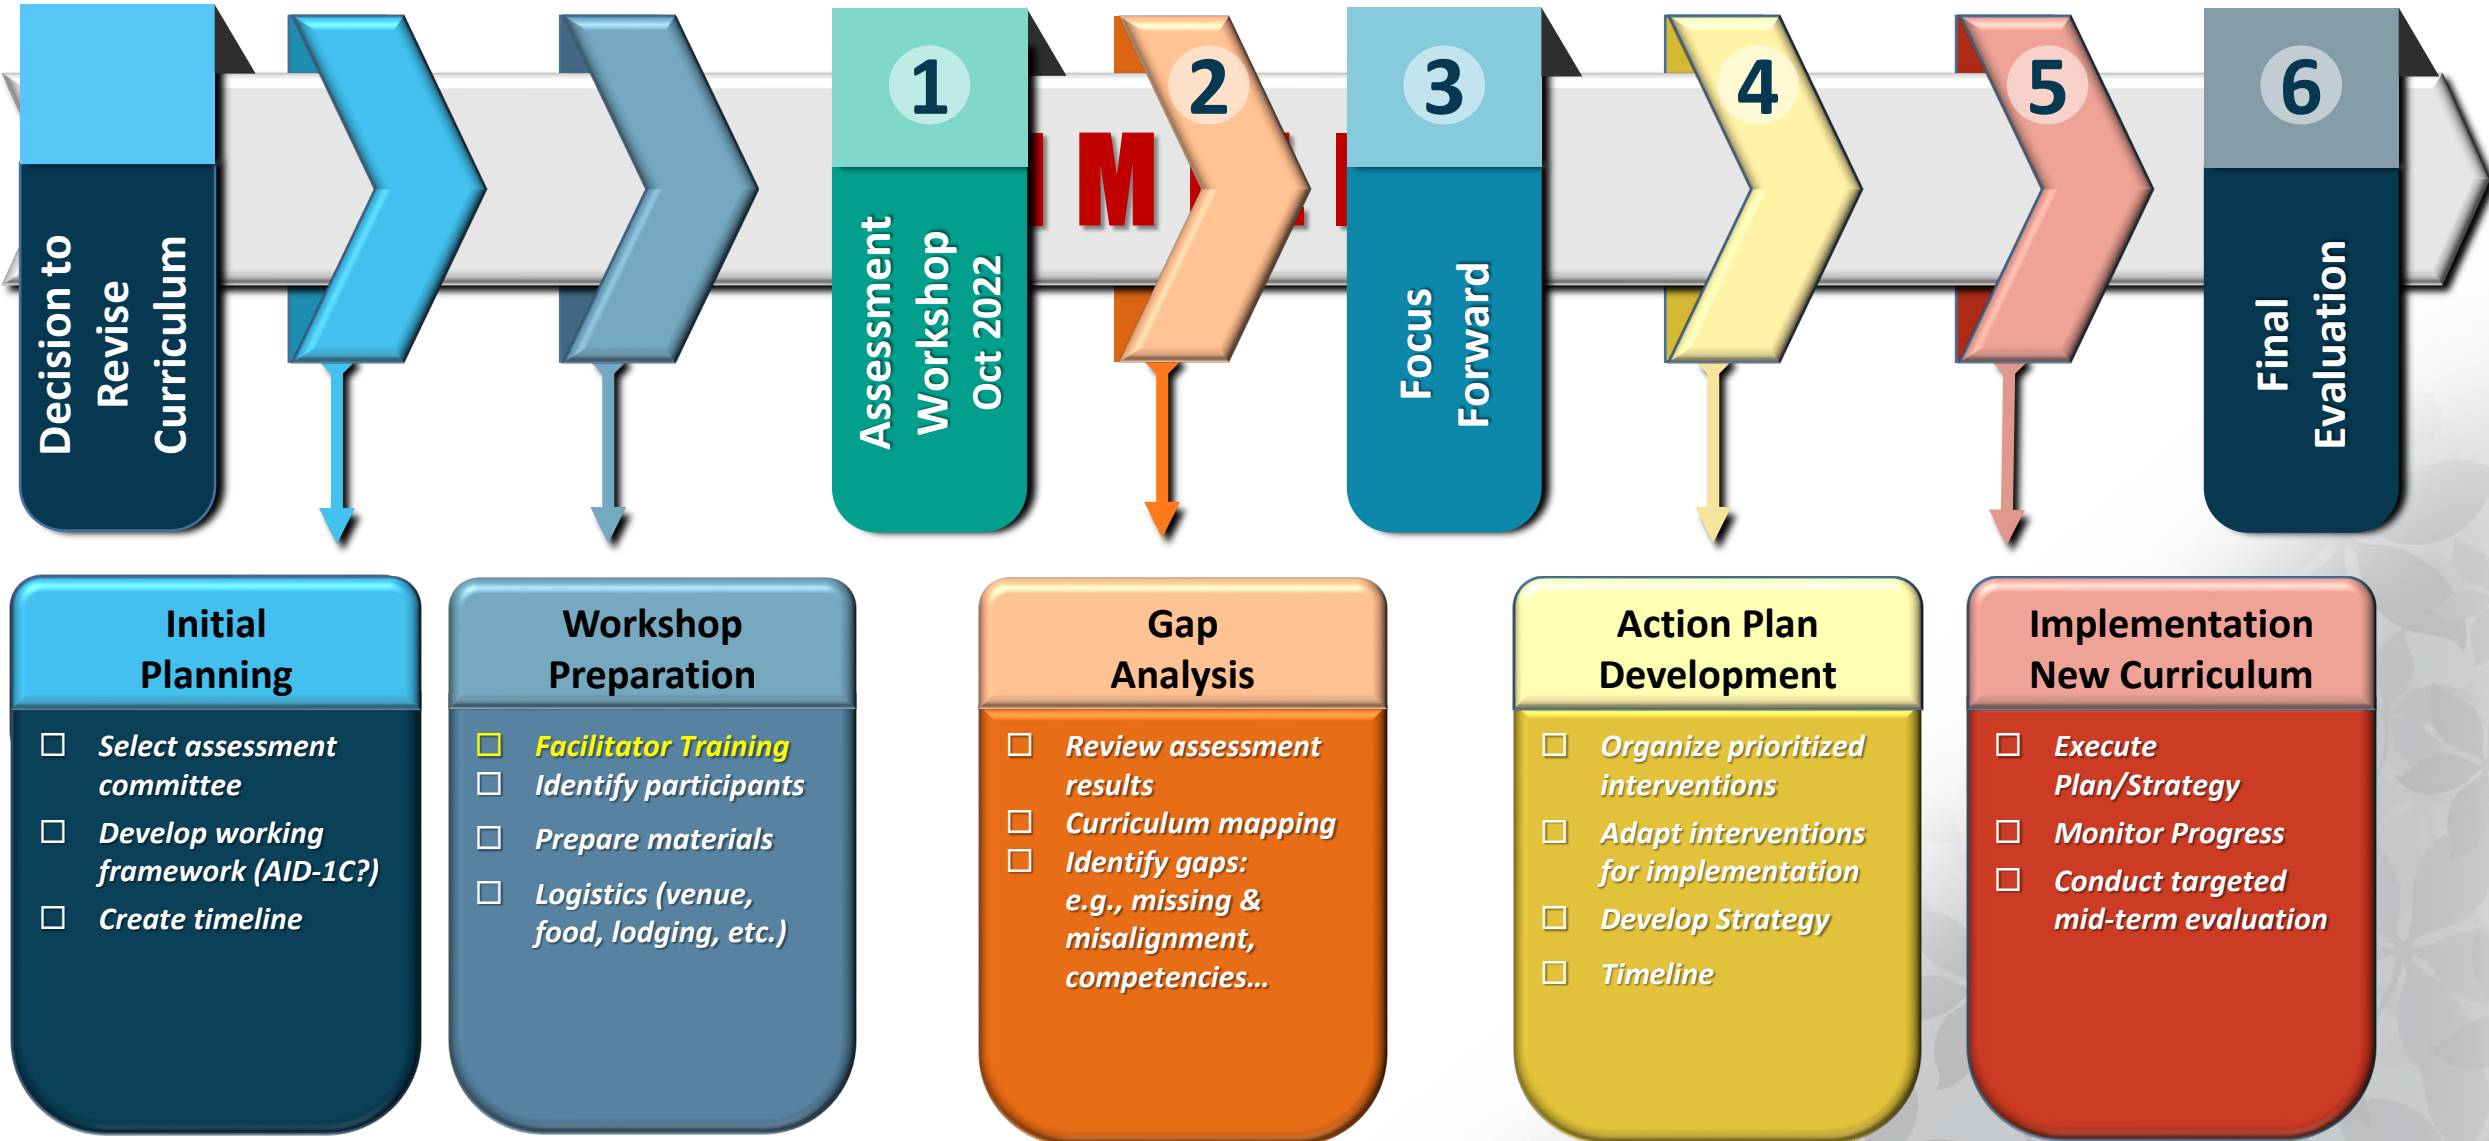 1
2
3
4
5
6
M
Decision to
Revise
Curriculum
Assessment
Workshop
Oct 2022
Focus
Forward
Final
Evaluation
Initial
Planning
☐ Select assessment
committee
☐ Develop working
framework (AID-1C?)
☐ Create timeline
Workshop
Preparation
☐ Facilitator Training
☐ Identify participants
☐ Prepare materials
☐ Logistics (venue,
food, lodging, etc.)
Gap
Analysis
☐ Review assessment
results
☐ Curriculum mapping
☐ Identify gaps:
e.g., missing &
misalignment,
competencies...
Action Plan
Development
☐ Organize prioritized
interventions
☐ Adapt interventions
for implementation
☐ Develop Strategy
☐ Timeline
Implementation
New Curriculum
☐ Execute
Plan/Strategy
☐ Monitor Progress
☐ Conduct targeted
mid-term evaluation